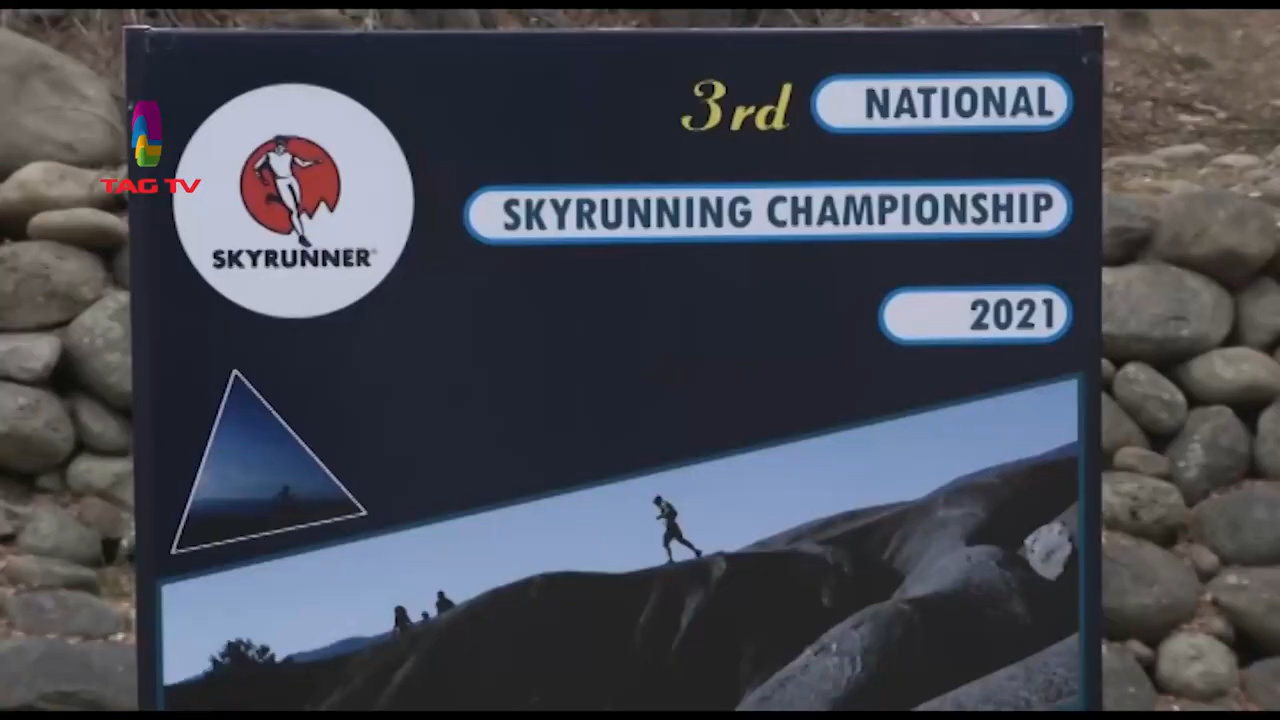 3rd NATIONAL
SKYRUNNING CHAMPIONSHIP
2021
SKYRUNNER®
TAG TV